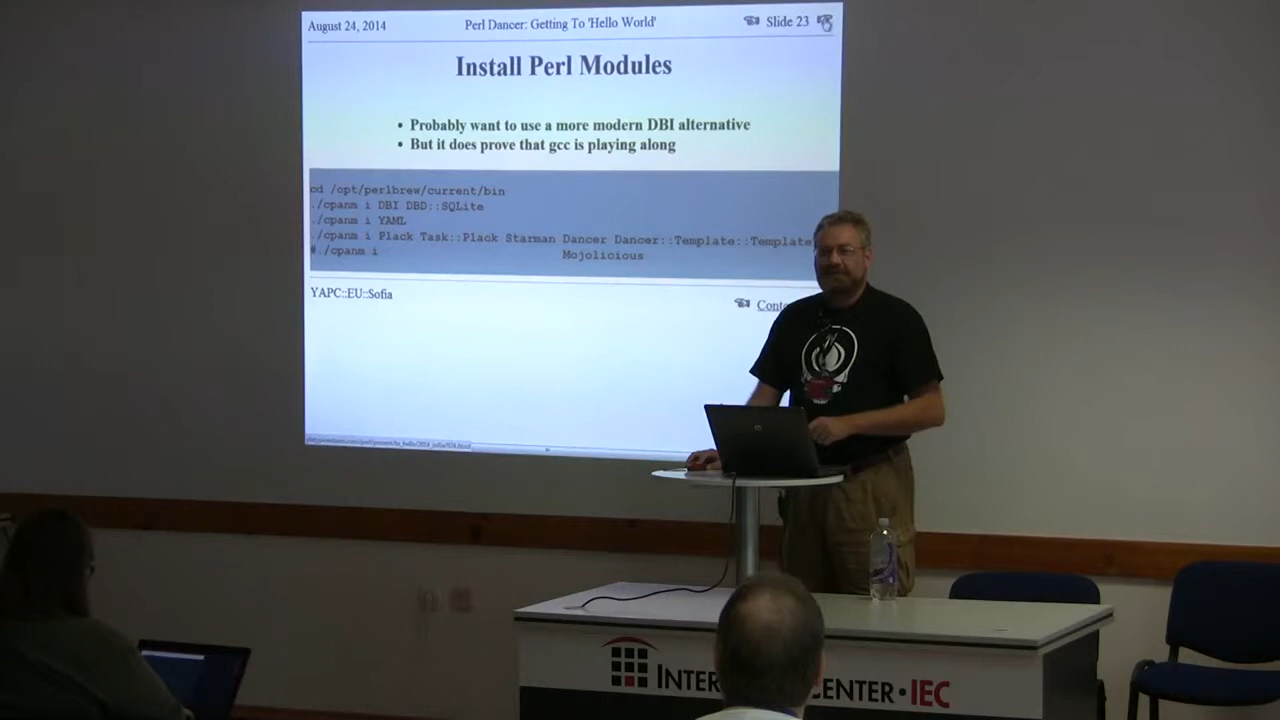 August 24, 2014 Perl Dancer: Getting To 'Hello World' Slide 23
Install Perl Modules
• Probably want to use a more modern DBI alternative
• But it does prove that gcc is playing along
cd /opt/perlbrew/current/bin
./cpanm i DBI DBD::SQLite
./cpanm i YAML
./cpanm i Plack Task::Plack Starman Dancer Dancer::Template::Template
#./cpanm i Mojolicious
YAPC::EU::Sofia
Conte
INTER CENTER · IEC